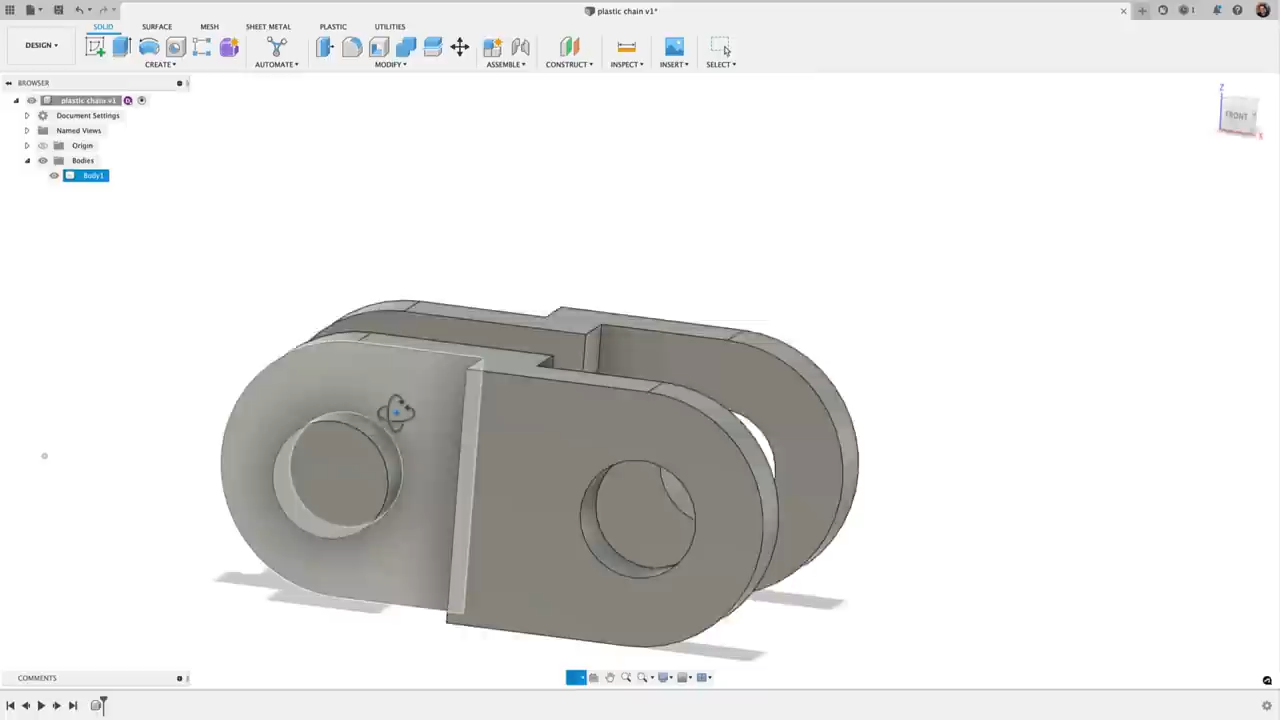 plastic chain v1*
SOLID SURFACE MESH SHEET METAL PLASTIC UTILITIES
DESIGN
CREATE AUTOMATE MODIFY ASSEMBLE CONSTRUCT INSPECT INSERT SELECT
BROWSER
plastic chain v1
Document Settings
Named Views
Origin
Bodies
Body1
Z
FRONT
X
COMMENTS
1